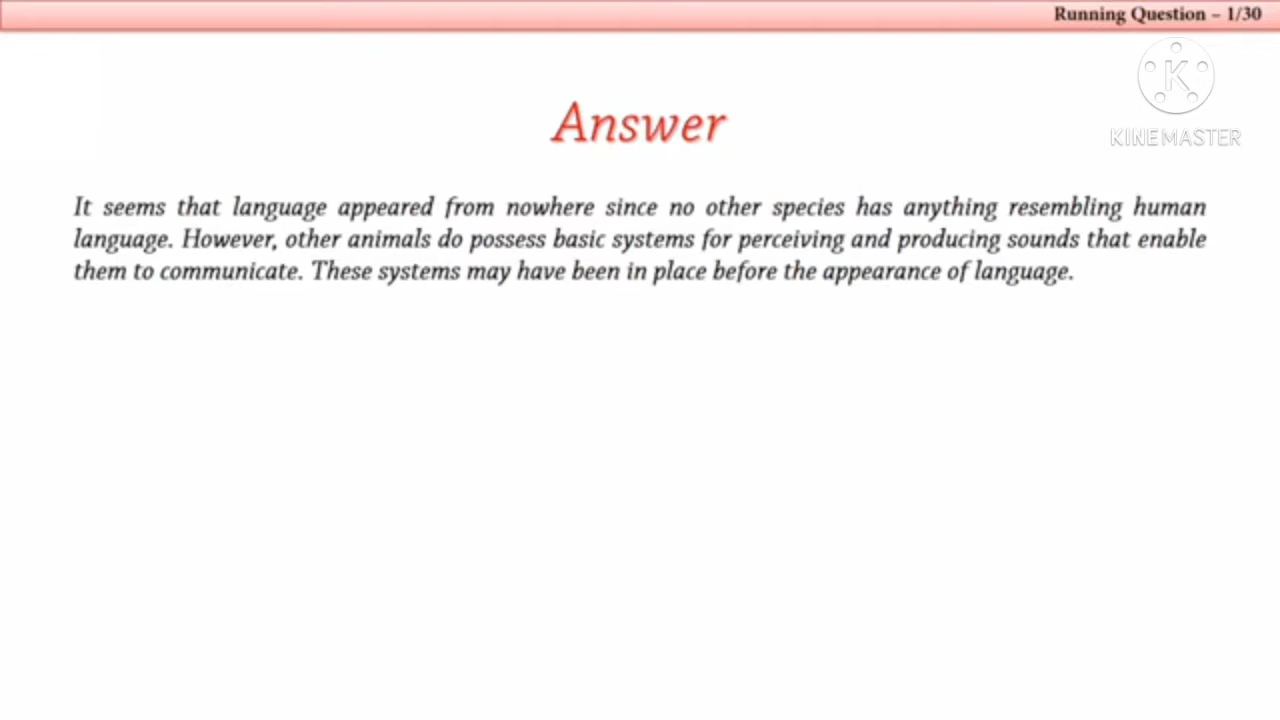 Running Question – 1/30
K
KINEMASTER
Answer
It seems that language appeared from nowhere since no other species has anything resembling human
language. However, other animals do possess basic systems for perceiving and producing sounds that enable
them to communicate. These systems may have been in place before the appearance of language.